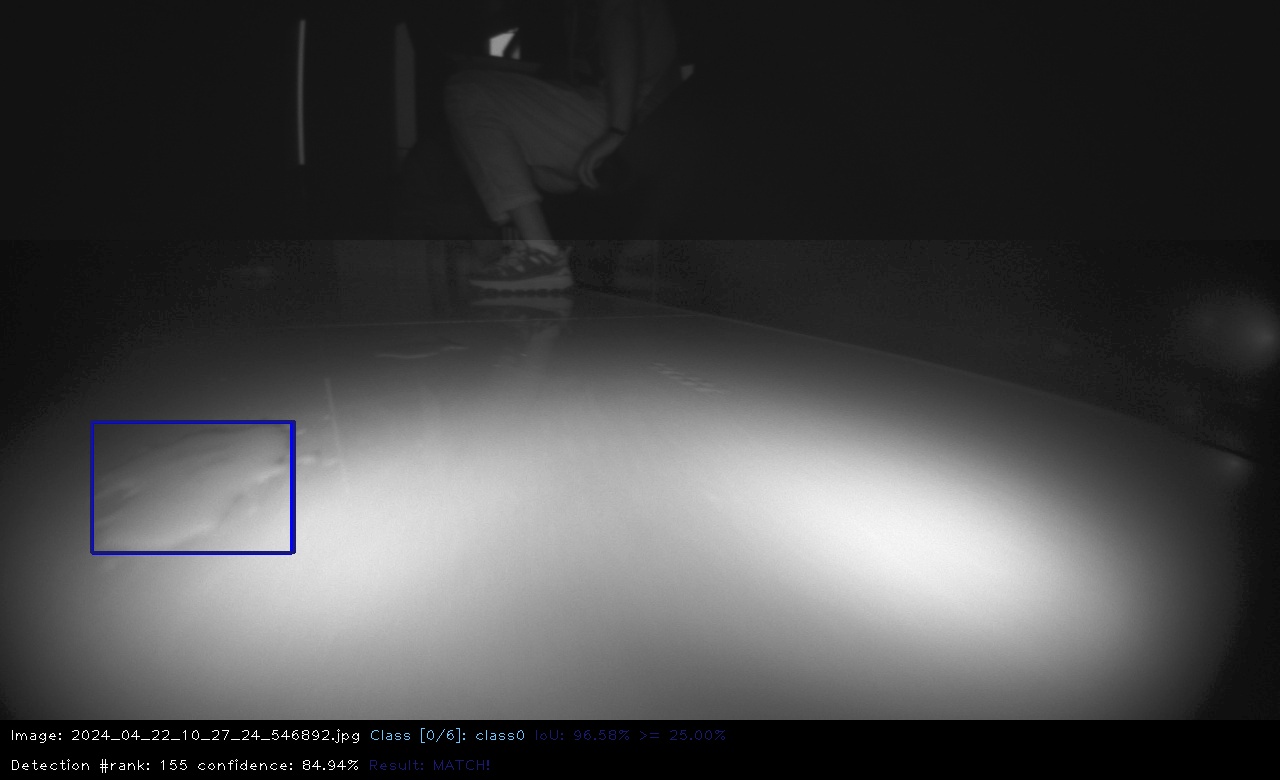 Image: 2024_04_22_10_27_24_546892.jpg Class [0/6]: class0 IoU: 96.58% >= 25.00%
Detection #rank: 155 confidence: 84.94% Result: MATCH!